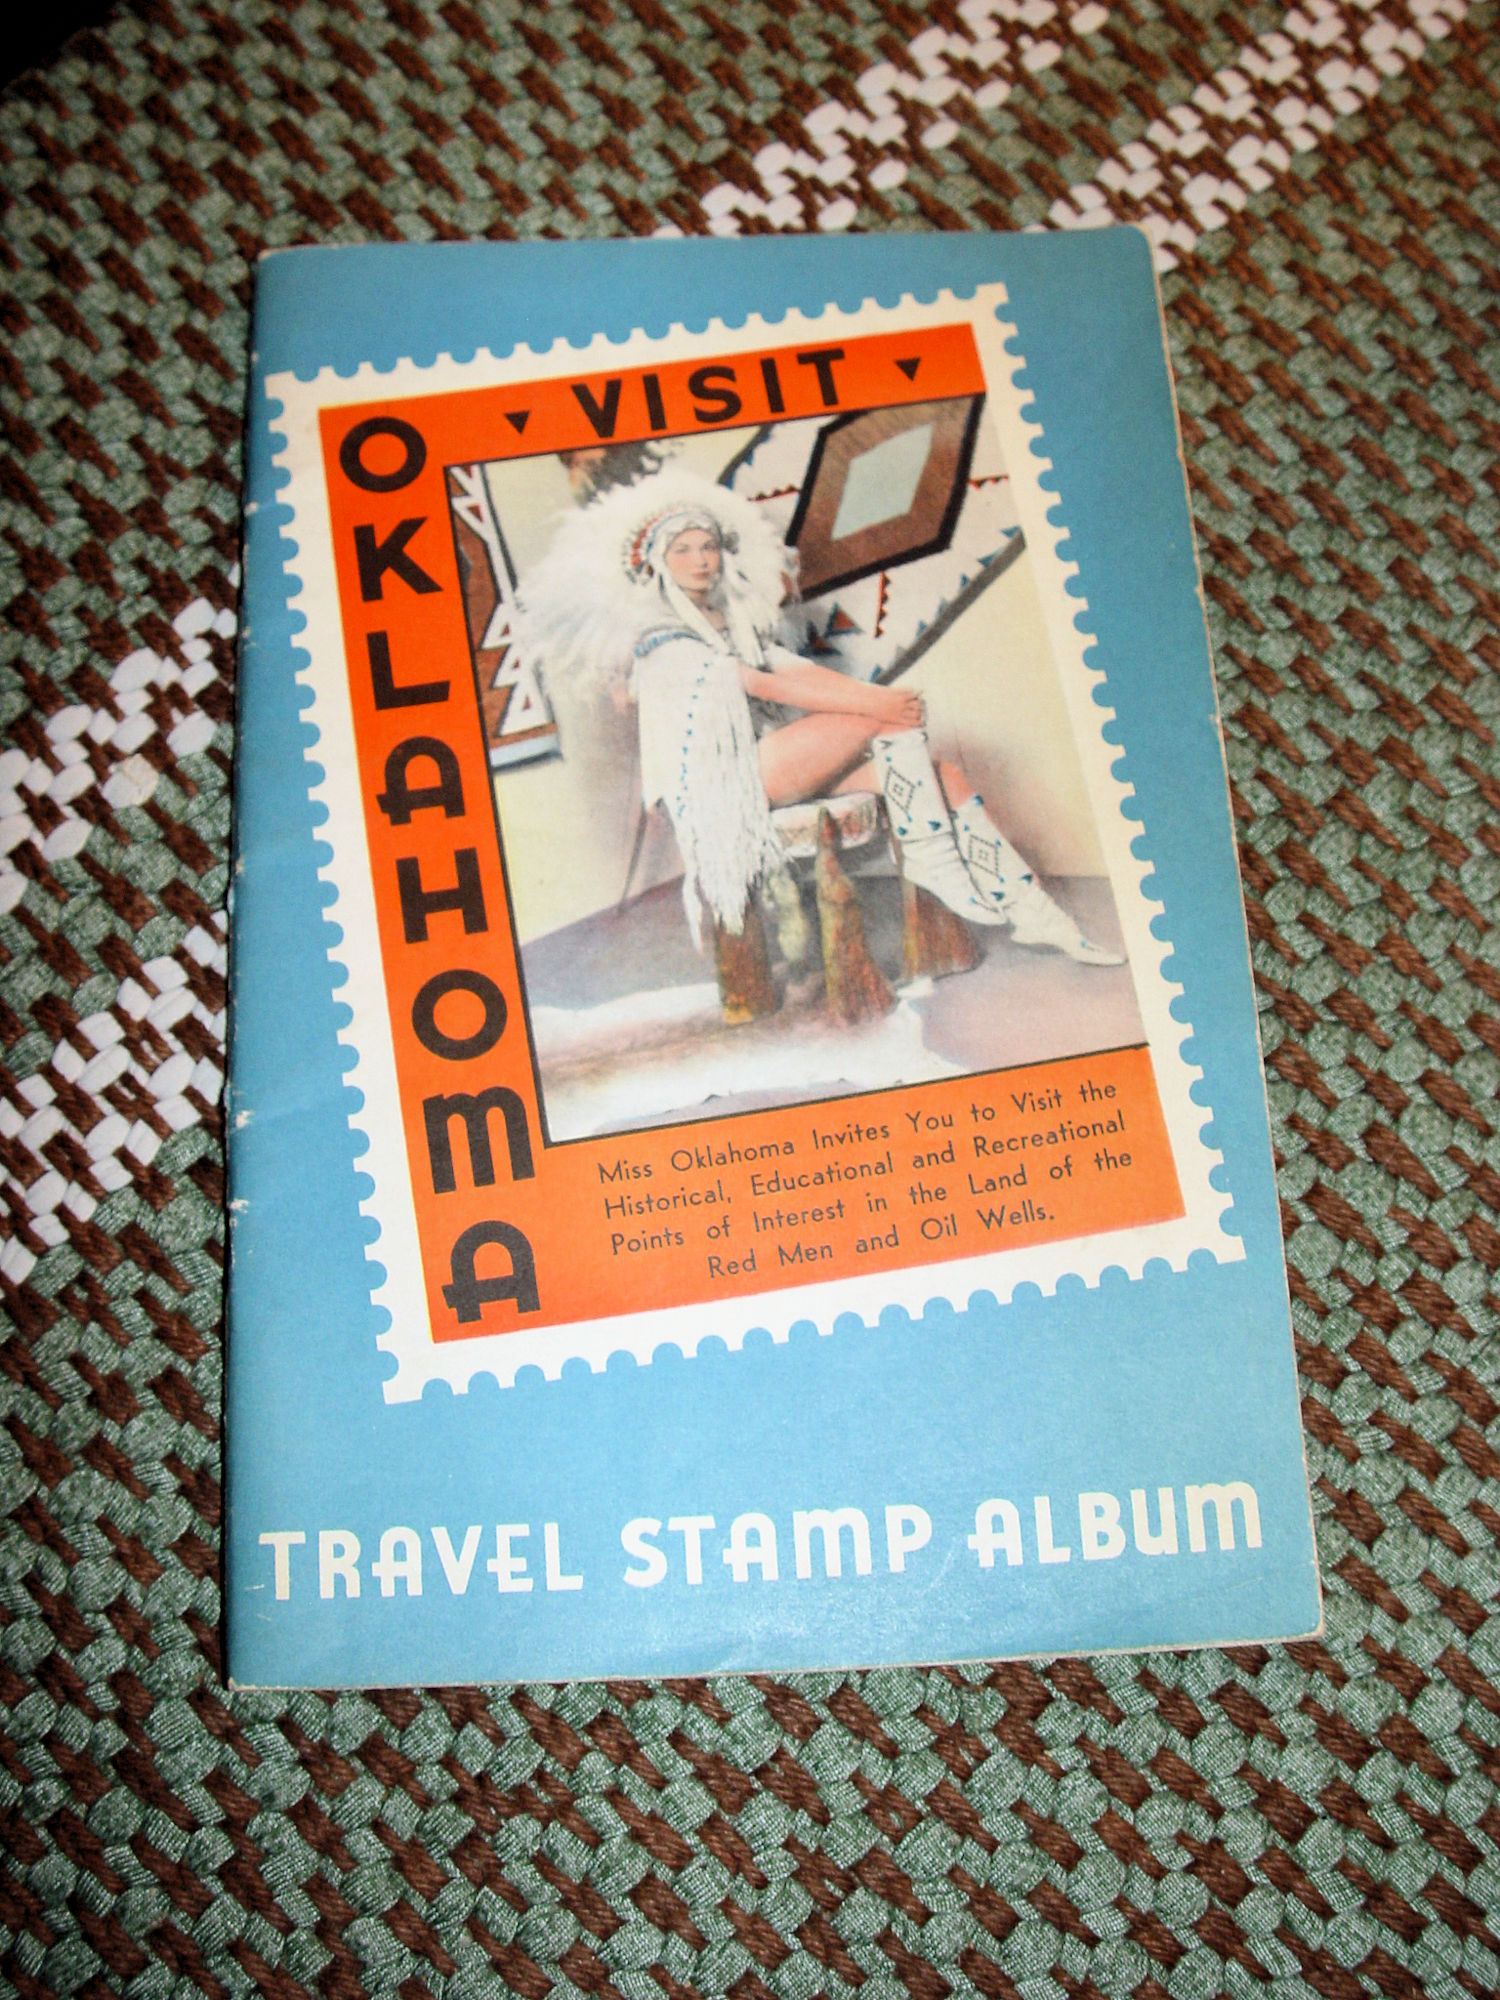 VISIT
OKLAHOMA
Miss Oklahoma Invites You to Visit the
Historical, Educational and Recreational
Points of Interest in the Land of the
Red Men and Oil Wells.
TRAVEL STAMP ALBUM